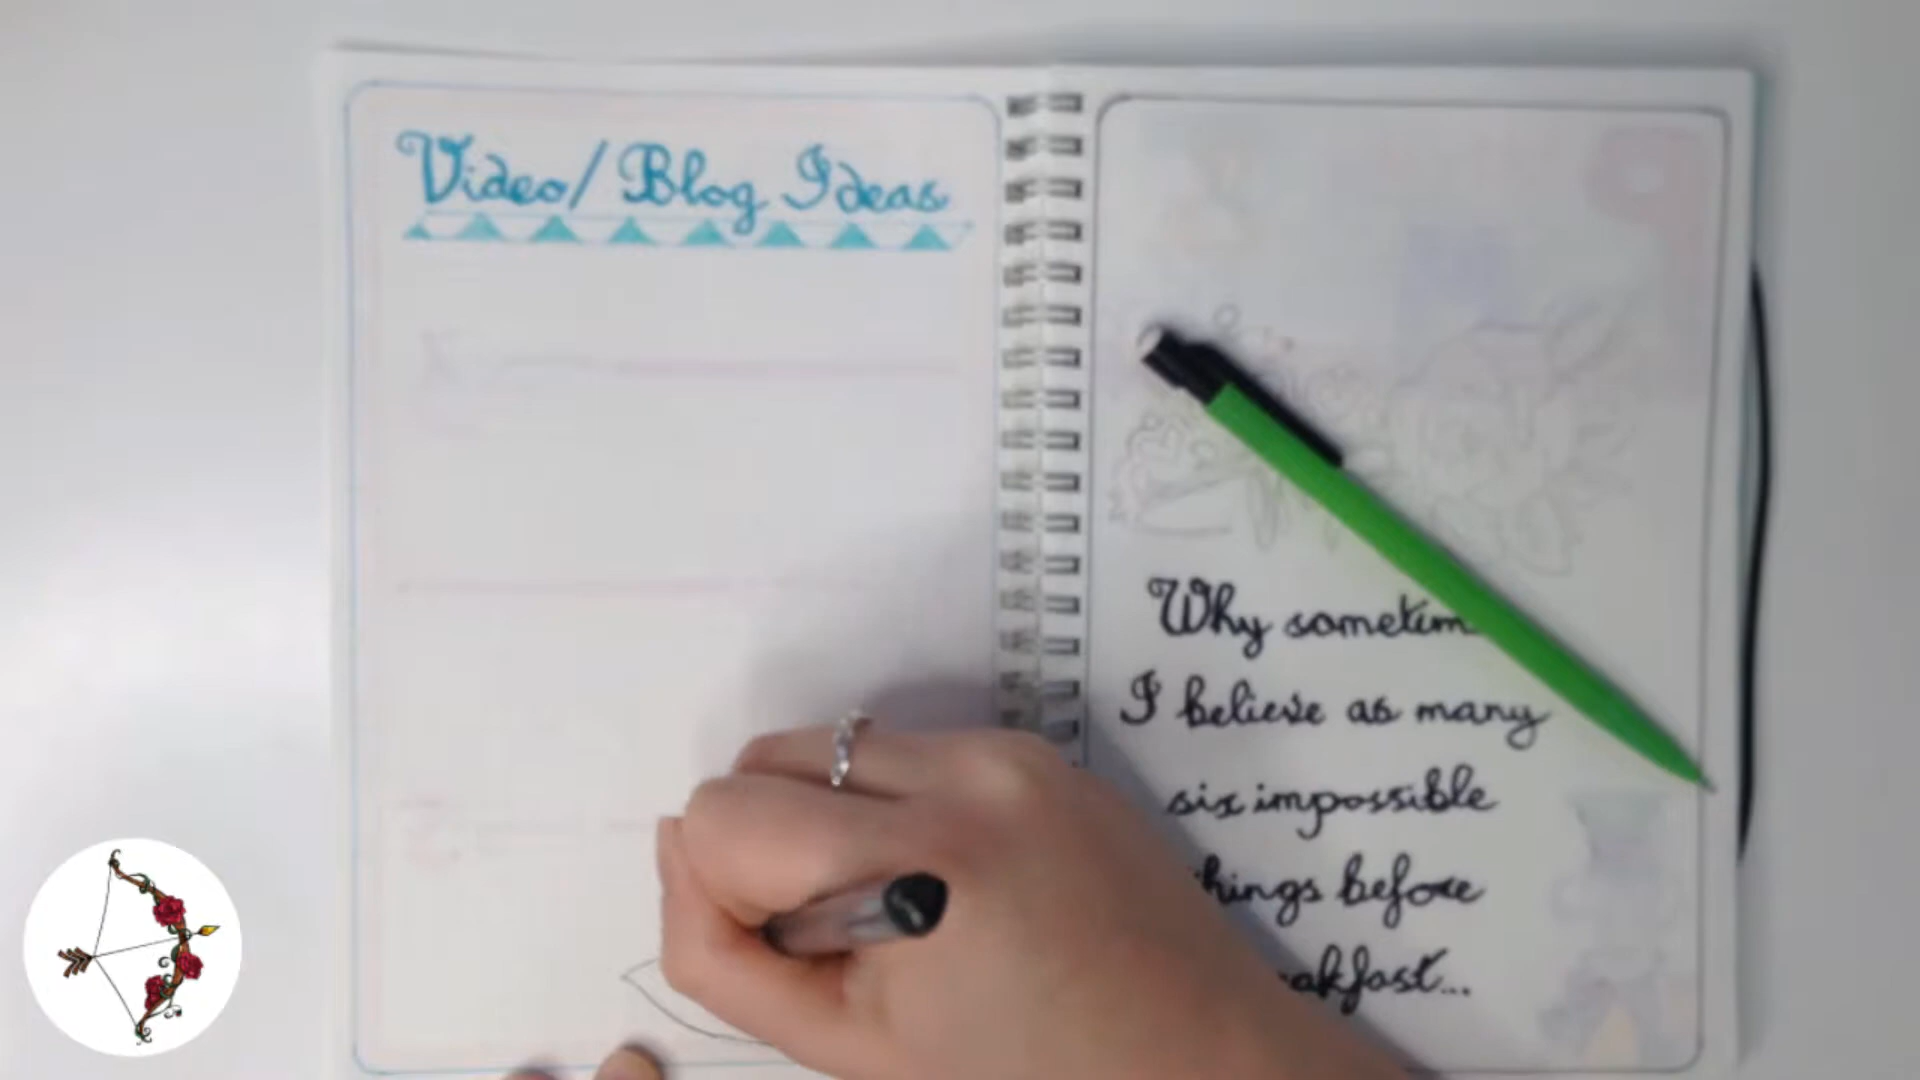 Video/Blog Ideas
Why sometim
I believe as many
six impossible
hings before
akfast...